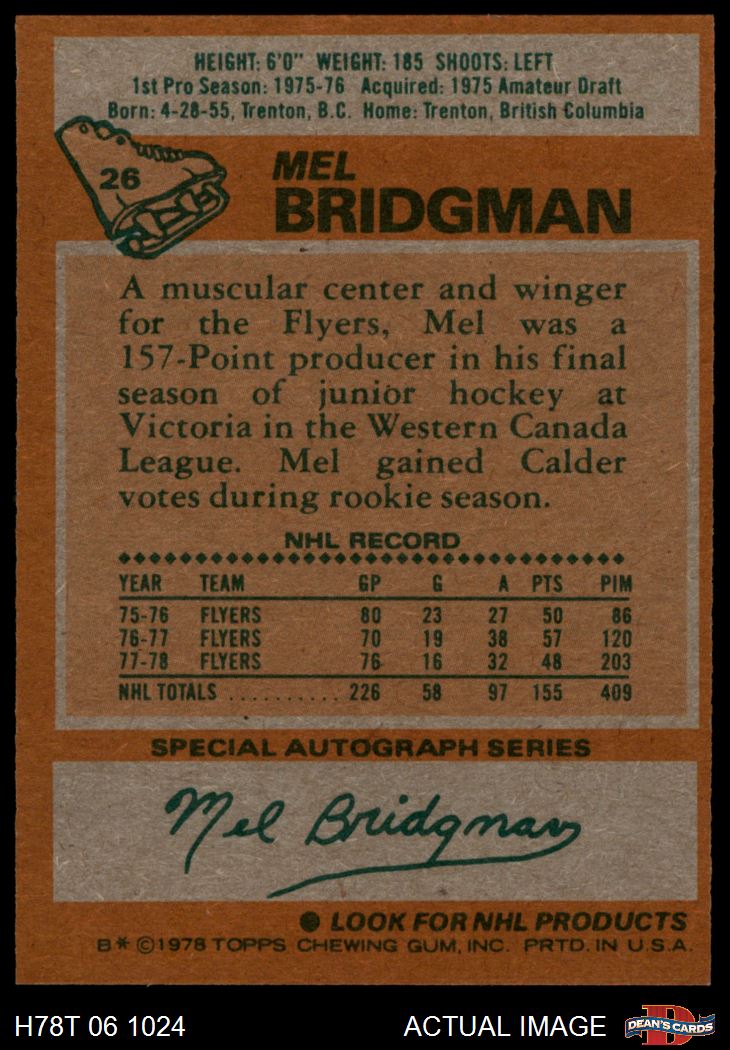 HEIGHT: 6'0" WEIGHT: 185 SHOOTS: LEFT
1st Pro Season: 1975-76 Acquired: 1975 Amateur Draft
Born: 4-28-55, Trenton, B.C. Home: Trenton, British Columbia
26
MEL
BRIDGMAN
A muscular center and winger
for the Flyers, Mel was a
157-Point producer in his final
season of junior hockey at
Victoria in the Western Canada
League. Mel gained Calder
votes during rookie season.
NHL RECORD
YEAR TEAM GP G A PTS PIM
75-76 FLYERS 80 23 27 50 86
76-77 FLYERS 70 19 38 57 120
77-78 FLYERS 76 16 32 48 203
NHL TOTALS .......... 226 58 97 155 409
SPECIAL AUTOGRAPH SERIES
Mel Bridgman
● LOOK FOR NHL PRODUCTS
B* ©1978 TOPPS CHEWING GUM, INC. PRTD. IN U.S.A.
H78T 06 1024 ACTUAL IMAGE D DEAN'S CARDS